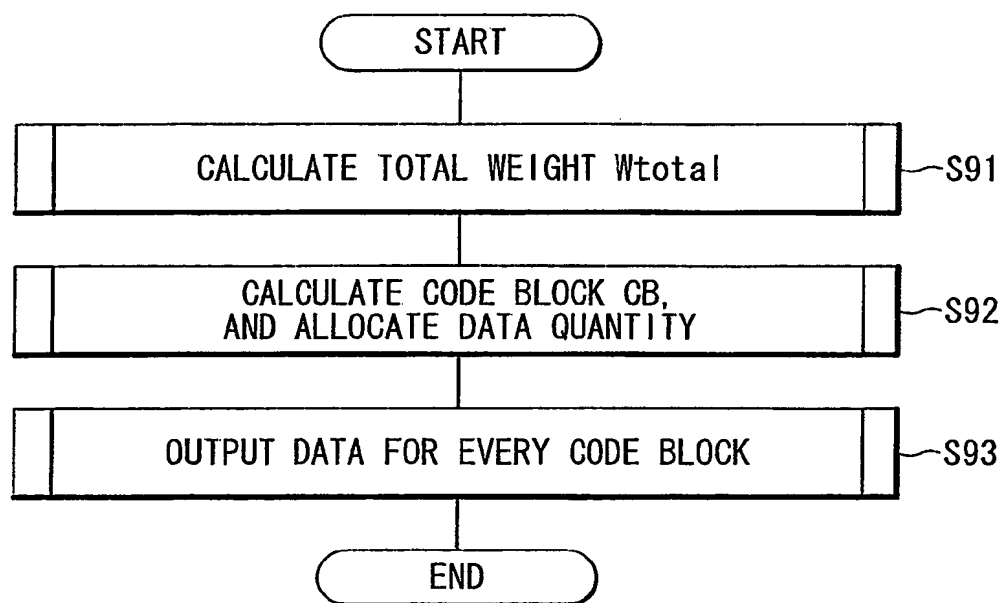 START
CALCULATE TOTAL WEIGHT Wtotal
S91
CALCULATE CODE BLOCK CB,
AND ALLOCATE DATA QUANTITY
S92
OUTPUT DATA FOR EVERY CODE BLOCK
S93
END